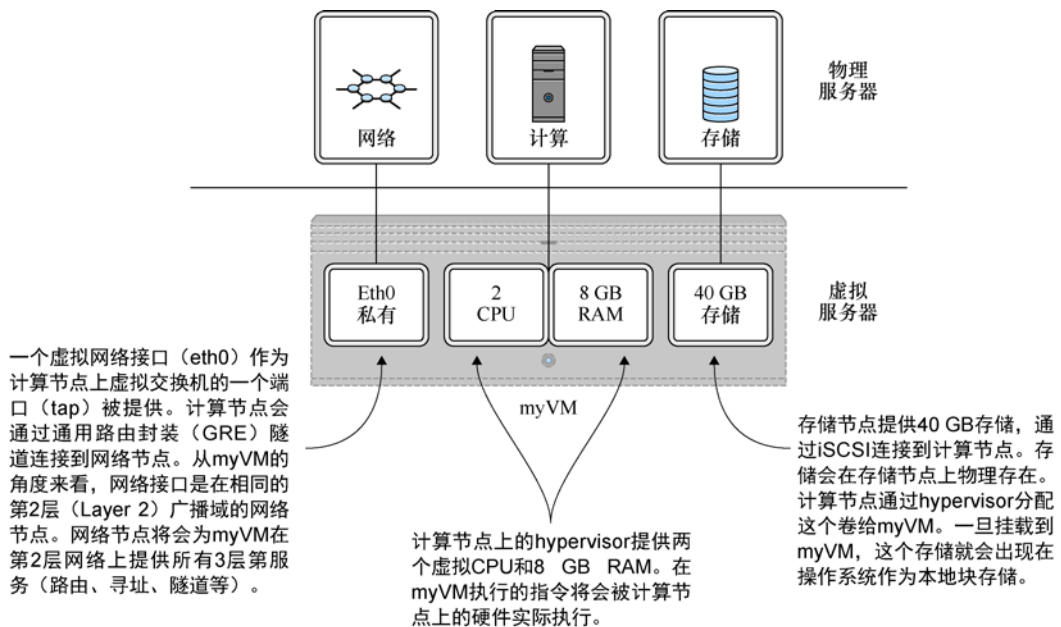 网络
计算
存储
物理
服务器
Eth0
私有
2
CPU
8 GB
RAM
40 GB
存储
虚拟
服务器
myVM
一个虚拟网络接口（eth0）作为
计算节点上虚拟交换机的一个端
口（tap）被提供。计算节点会
通过通用路由封装（GRE）隧
道连接到网络节点。从myVM的
角度来看，网络接口是在相同的
第2层（Layer 2）广播域的网络
节点。网络节点将会为myVM在
第2层网络上提供所有3层第服
务（路由、寻址、隧道等）。
计算节点上的hypervisor提供两
个虚拟CPU和8 GB RAM。在
myVM执行的指令将会被计算节
点上的硬件实际执行。
存储节点提供40 GB存储，通
过iSCSI连接到计算节点。存
储会在存储节点上物理存在。
计算节点通过hypervisor分配
这个卷给myVM。一旦挂载到
myVM，这个存储就会出现在
操作系统作为本地块存储。